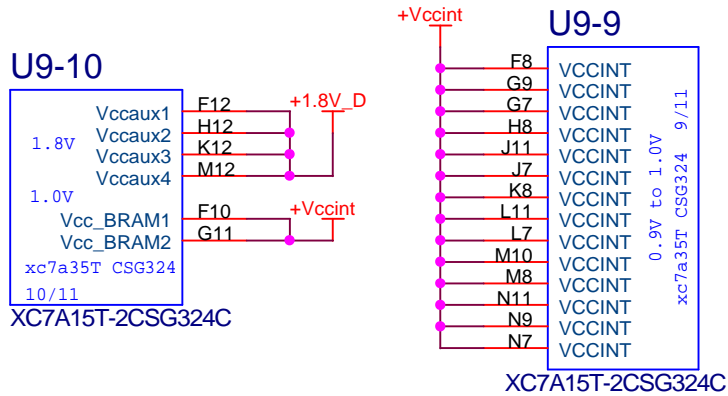 U9-10
F12 Vccaux1
H12 Vccaux2
K12 Vccaux3
M12 Vccaux4
+1.8V_D
1.8V
1.0V
F10 Vcc_BRAM1
G11 Vcc_BRAM2
+Vccint
xc7a35T CSG324
10/11
XC7A15T-2CSG324C
+Vccint
U9-9
F8 VCCINT
G9 VCCINT
G7 VCCINT
H8 VCCINT
J11 VCCINT
J7 VCCINT
K8 VCCINT
L11 VCCINT
L7 VCCINT
M10 VCCINT
M8 VCCINT
N11 VCCINT
N9 VCCINT
N7 VCCINT
0.9V to 1.0V
xc7a35T CSG324 9/11
XC7A15T-2CSG324C